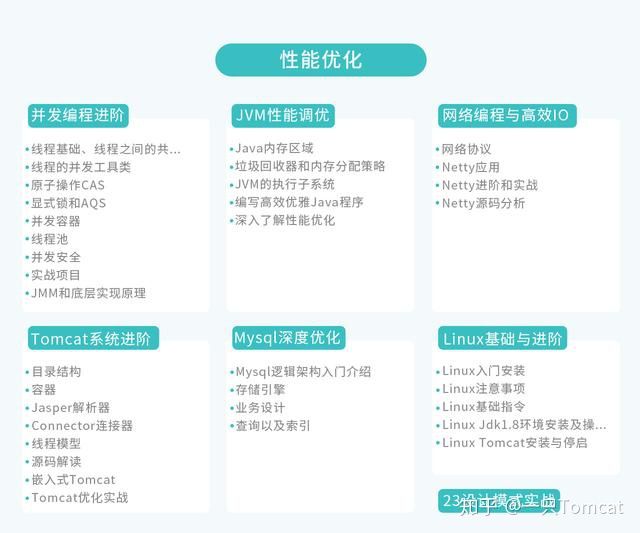 性能优化
并发编程进阶
线程基础、线程之间的共...
线程的并发工具类
原子操作CAS
显式锁和AQS
并发容器
线程池
并发安全
实战项目
JMM和底层实现原理
JVM性能调优
Java内存区域
垃圾回收器和内存分配策略
JVM的执行子系统
编写高效优雅Java程序
深入了解性能优化
网络编程与高效IO
网络协议
Netty应用
Netty进阶和实战
Netty源码分析
Tomcat系统进阶
目录结构
容器
Jasper解析器
Connector连接器
线程模型
源码解读
嵌入式Tomcat
Tomcat优化实战
Mysql深度优化
Mysql逻辑架构入门介绍
存储引擎
业务设计
查询以及索引
Linux基础与进阶
Linux入门安装
Linux注意事项
Linux基础指令
Linux Jdk1.8环境安装及操...
Linux Tomcat安装与停启
23设计模式实战
知乎 @一只Tomcat